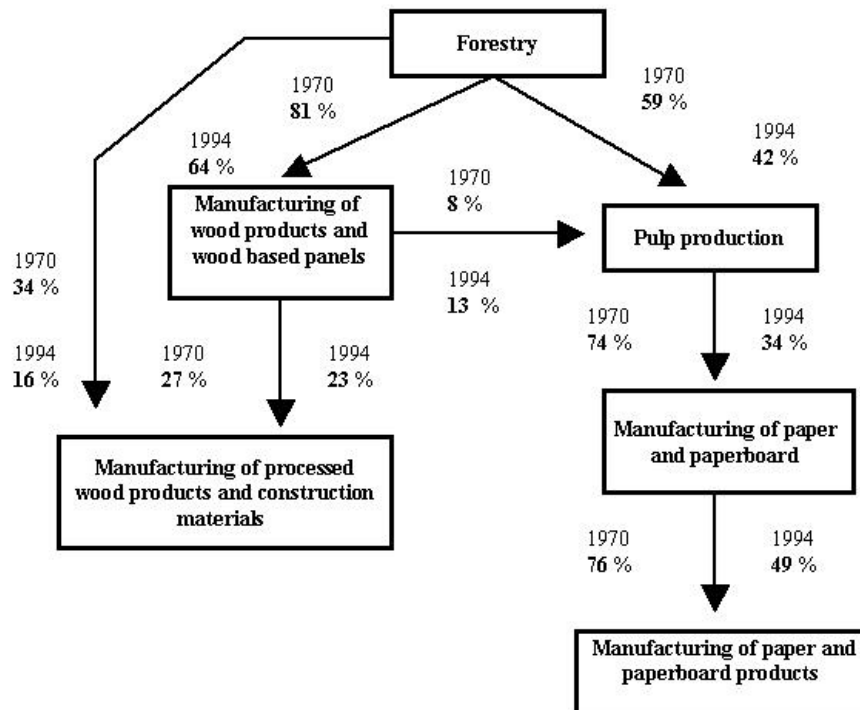 Forestry
1970
81 %
1970
59 %
1994
64 %
1994
42 %
Manufacturing of
wood products and
wood based panels
1970
8 %
Pulp production
1994
13 %
1970
34 %
1994
16 %
1970
27 %
1994
23 %
1970
74 %
1994
34 %
Manufacturing of paper
and paperboard
Manufacturing of processed
wood products and construction
materials
1970
76 %
1994
49 %
Manufacturing of paper and
paperboard products